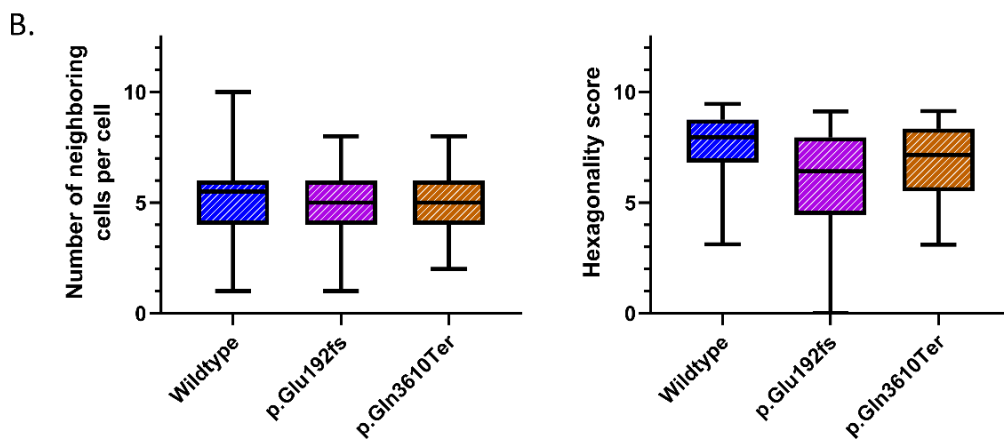 B.
Number of neighboring
cells per cell
10
5
0
Wildtype
p.Glu192fs
p.Gln3610Ter
Hexagonality score
10
5
0
Wildtype
p.Glu192fs
p.Gln3610Ter